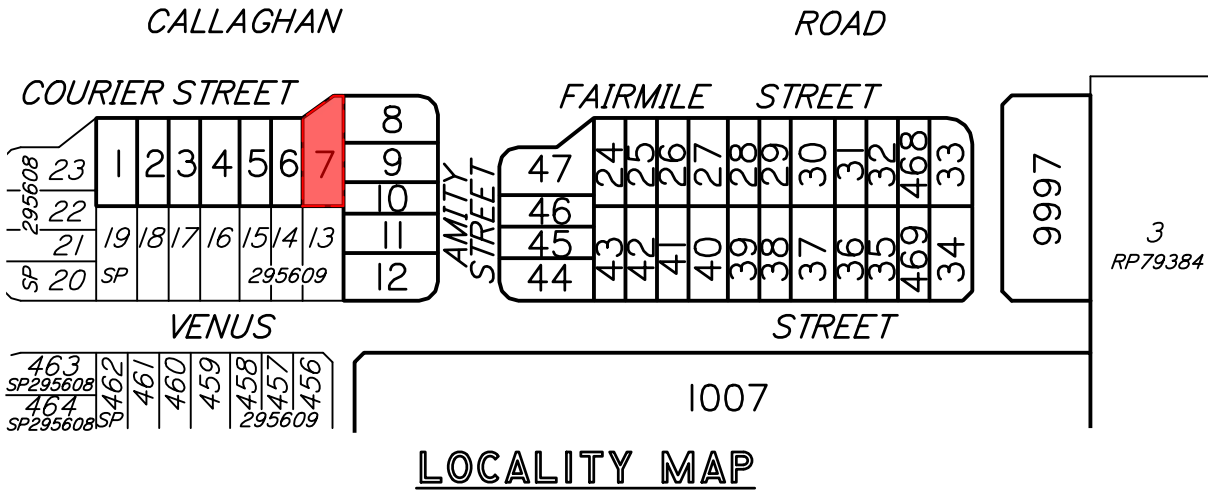 CALLAGHAN ROAD
COURIER STREET
FAIRMILE STREET
8
23 1 2 3 4 5 6 7 9
295608
22 10
47 24 25 26 27 28 29 30 31 32 468 33
46
AMITY STREET
9997
21 19 18 17 16 15 14 13 11
SP 20 SP 295609 12
45 43 42 41 40 39 38 37 36 35 469 34
44
3
RP79384
VENUS STREET
463 462 461 460 459 458 457 456
SP295608
464
SP295608 SP 295609
1007
LOCALITY MAP